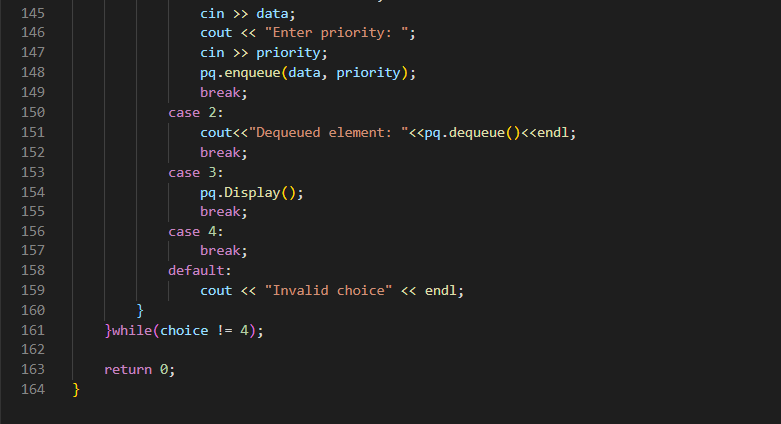 145 cin >> data;
146 cout << "Enter priority: ";
147 cin >> priority;
148 pq.enqueue(data, priority);
149 break;
150 case 2:
151 cout<<"Dequeued element: "<<pq.dequeue()<<endl;
152 break;
153 case 3:
154 pq.Display();
155 break;
156 case 4:
157 break;
158 default:
159 cout << "Invalid choice" << endl;
160 }
161 }while(choice != 4);
162
163 return 0;
164 }